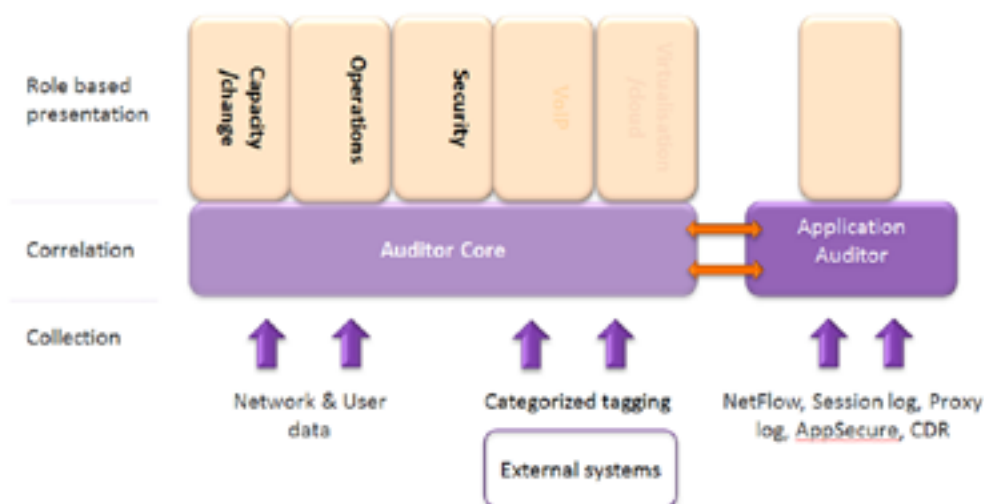 Role based
presentation
Capacity
/change
Operations
Security
VoIP
Virtualisation
/cloud
Correlation
Auditor Core
Application
Auditor
Collection
Network & User
data
Categorized tagging
External systems
NetFlow, Session log, Proxy
log, AppSecure, CDR